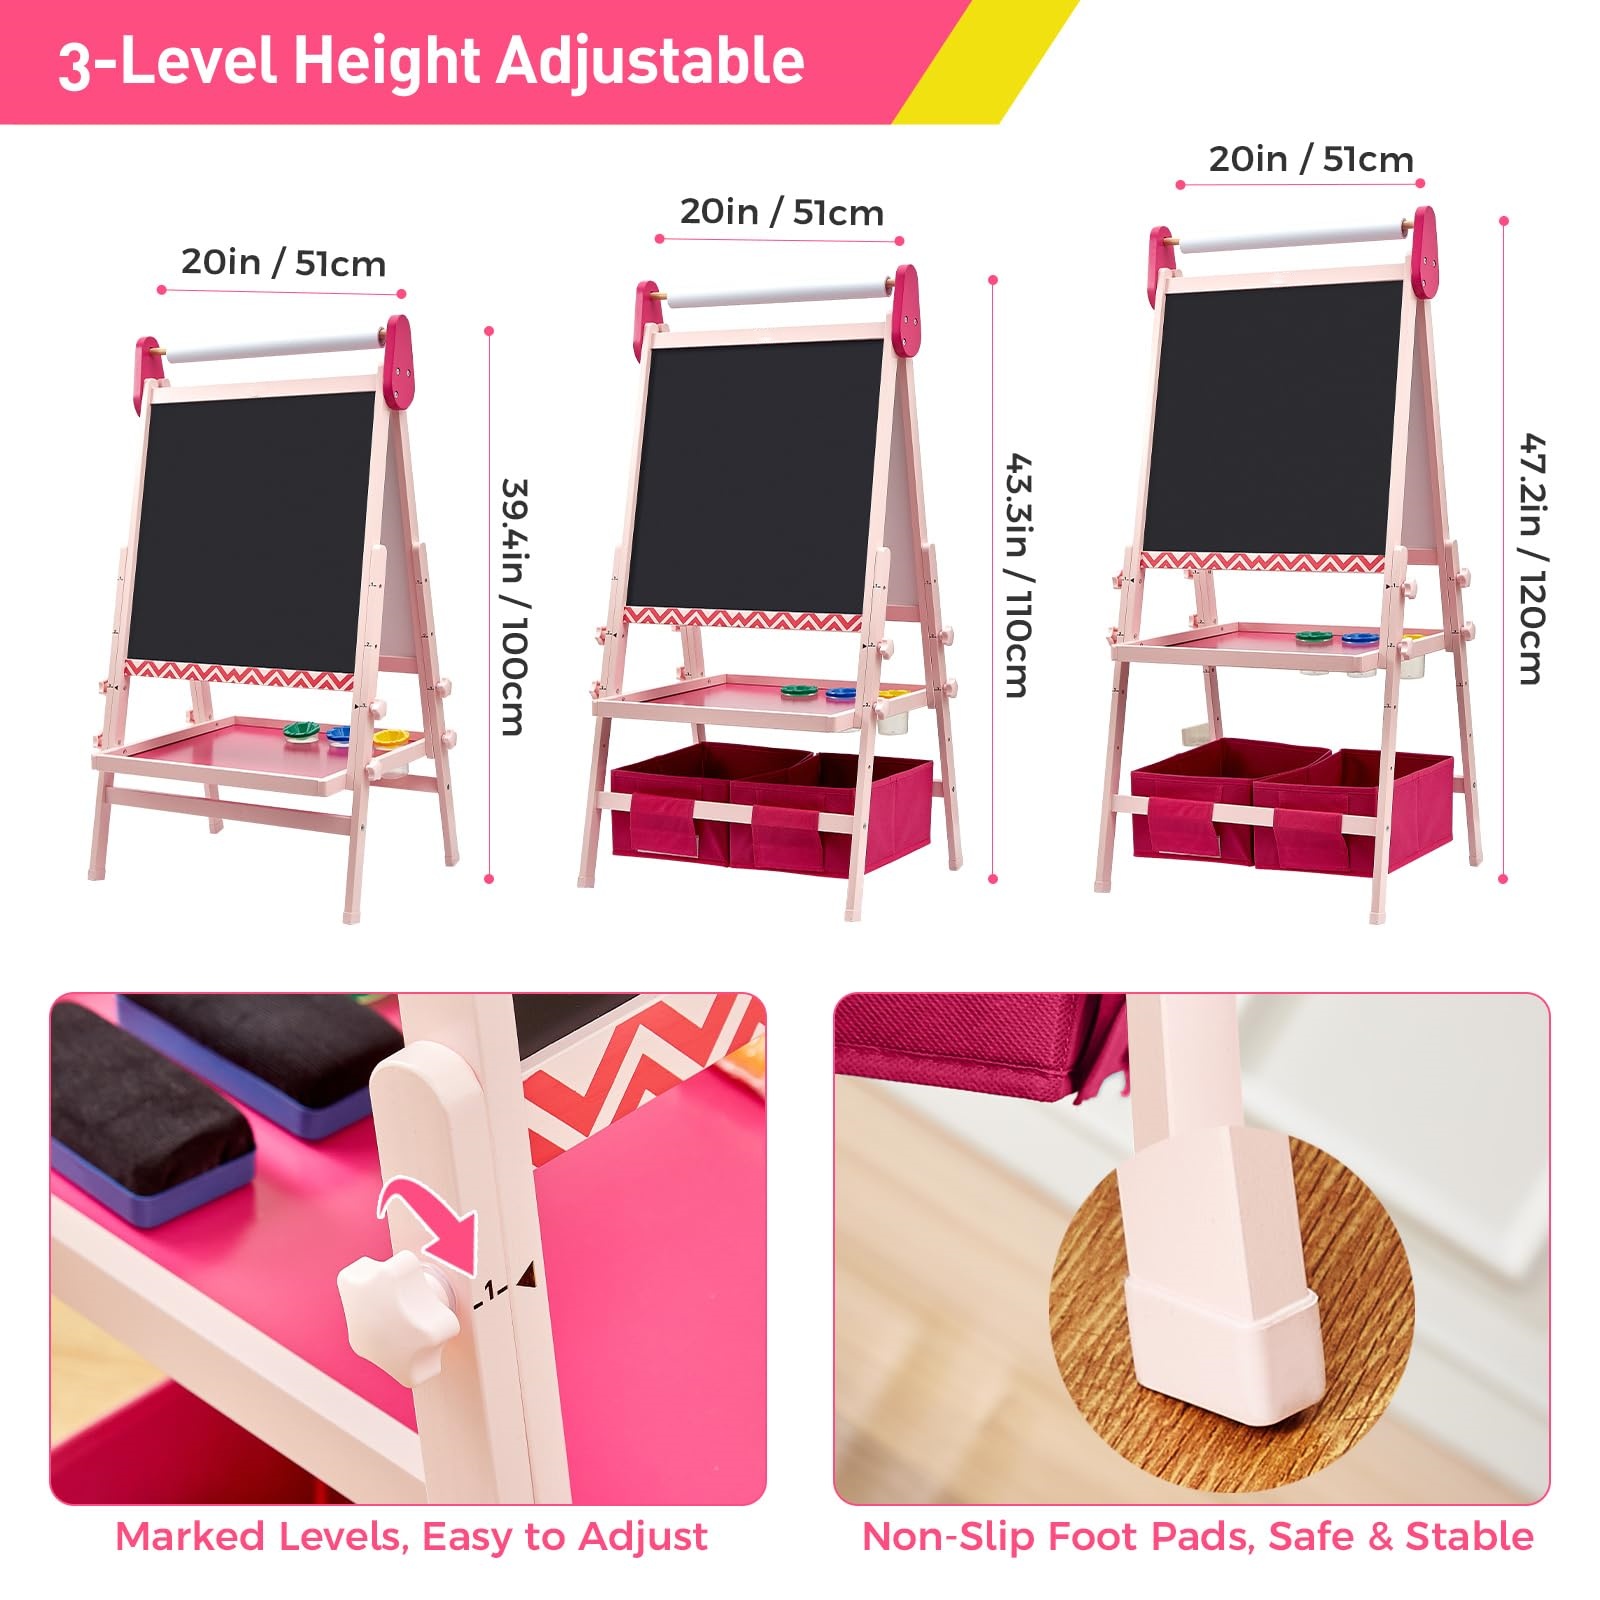 3-Level Height Adjustable
20in / 51cm
39.4in / 100cm
20in / 51cm
43.3in / 110cm
20in / 51cm
47.2in / 120cm
-1-
Marked Levels, Easy to Adjust
Non-Slip Foot Pads, Safe & Stable